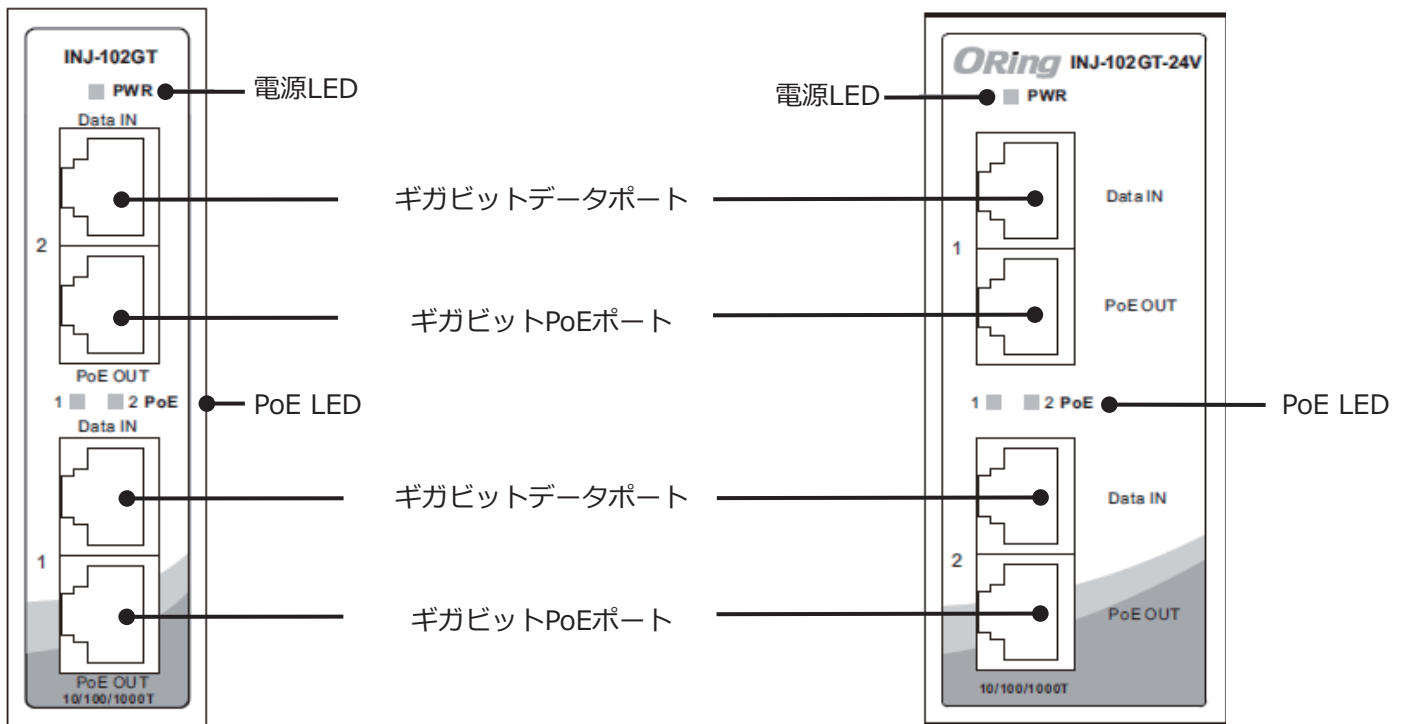 INJ-102GT
PWR
電源LED
Data IN
2
PoE OUT
1 2 PoE
PoE LED
Data IN
1
PoE OUT
10/100/1000T
ギガビットデータポート
ギガビットPoEポート
ギガビットデータポート
ギガビットPoEポート
ORing INJ-102GT-24V
電源LED
PWR
Data IN
1
PoE OUT
1 2 PoE
PoE LED
Data IN
2
PoE OUT
10/100/1000T